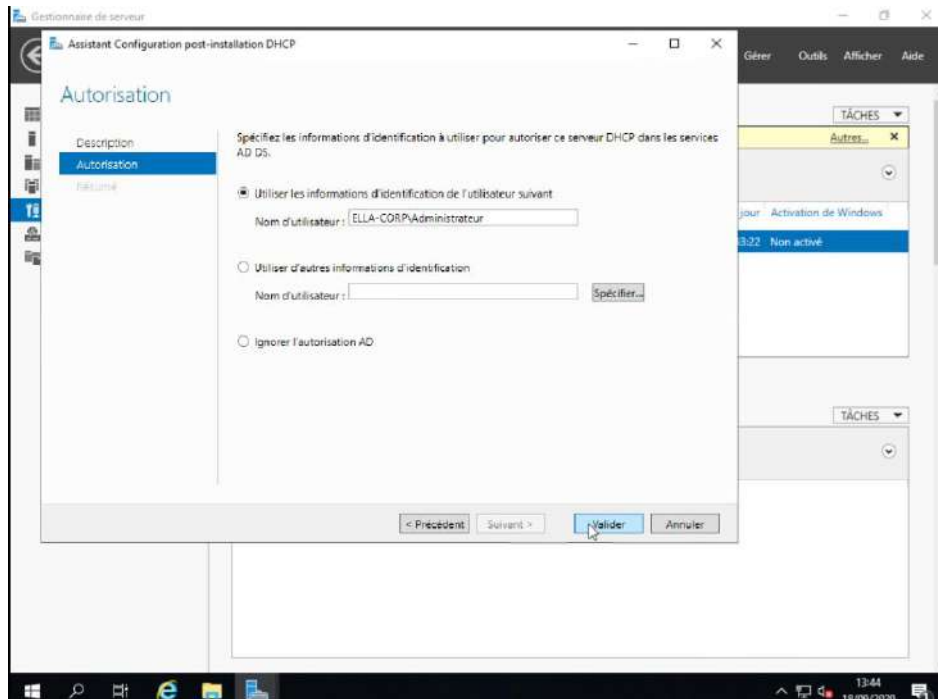 Gestionnaire de serveur
Assistant Configuration post-installation DHCP
Gérer Outils Afficher Aide
Autorisation
TÂCHES
Autres...
Description
Autorisation
Résumé
Spécifiez les informations d'identification à utiliser pour autoriser ce serveur DHCP dans les services
AD DS.
Utiliser les informations d'identification de l'utilisateur suivant
Nom d'utilisateur : ELLA-CORP\Administrateur
jour Activation de Windows
3:22 Non activé
Utiliser d'autres informations d'identification
Nom d'utilisateur :
Spécifier...
Ignorer l'autorisation AD
TÂCHES
< Précédent Suivant > Valider Annuler
13:44
18/09/2020